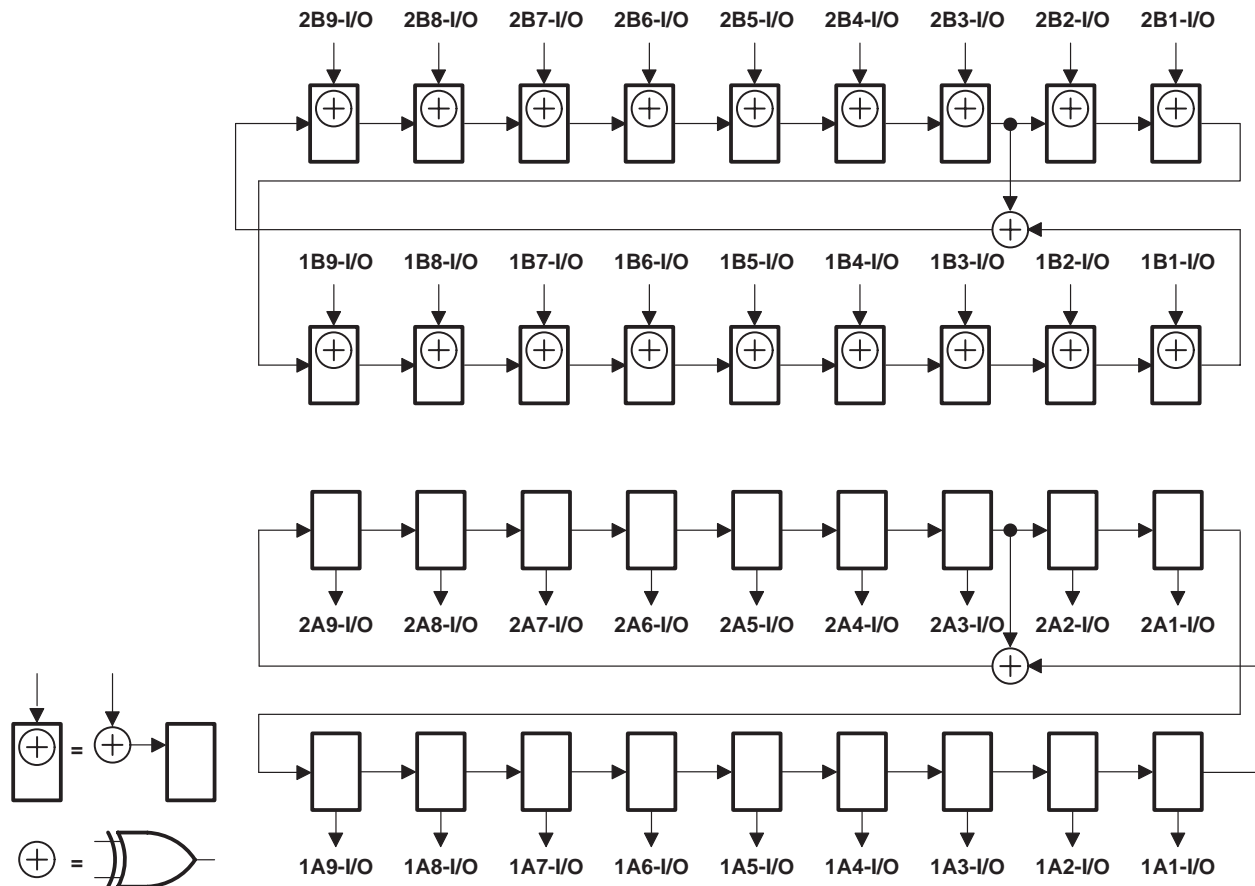 2B9-I/O 2B8-I/O 2B7-I/O 2B6-I/O 2B5-I/O 2B4-I/O 2B3-I/O 2B2-I/O 2B1-I/O
1B9-I/O 1B8-I/O 1B7-I/O 1B6-I/O 1B5-I/O 1B4-I/O 1B3-I/O 1B2-I/O 1B1-I/O
2A9-I/O 2A8-I/O 2A7-I/O 2A6-I/O 2A5-I/O 2A4-I/O 2A3-I/O 2A2-I/O 2A1-I/O
=
=
1A9-I/O 1A8-I/O 1A7-I/O 1A6-I/O 1A5-I/O 1A4-I/O 1A3-I/O 1A2-I/O 1A1-I/O